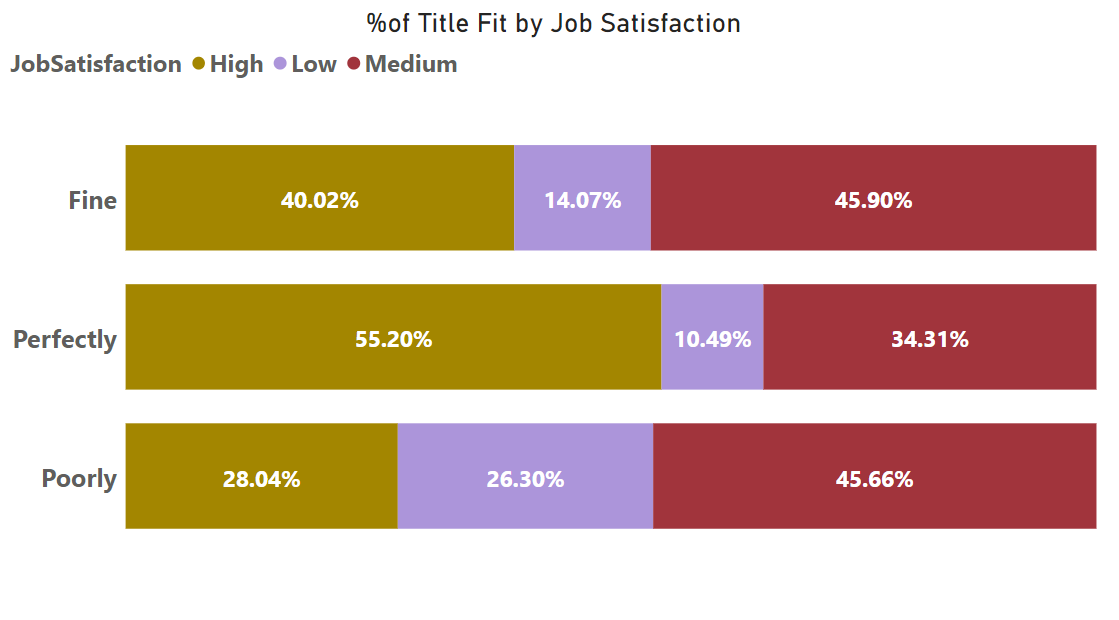 %of Title Fit by Job Satisfaction
JobSatisfaction High Low Medium
Fine 40.02% 14.07% 45.90%
Perfectly 55.20% 10.49% 34.31%
Poorly 28.04% 26.30% 45.66%